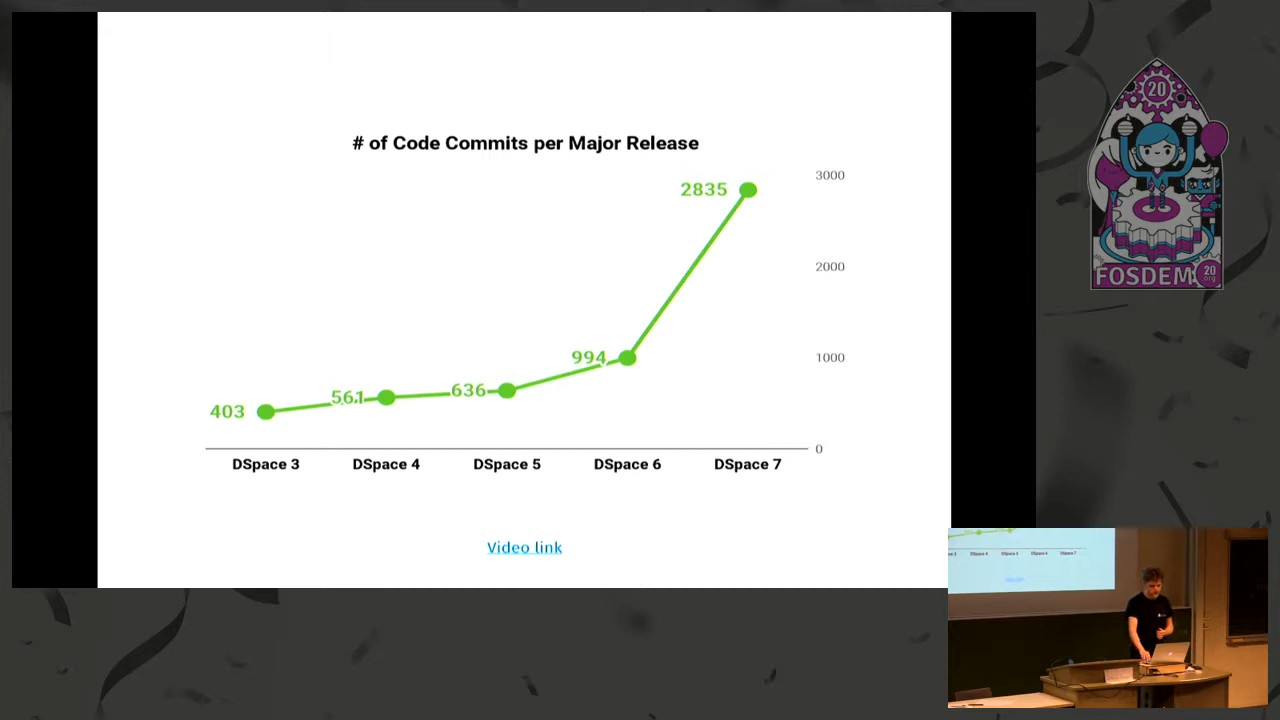 # of Code Commits per Major Release
3000
2835
2000
994
1000
636
561
403
0
DSpace 3
DSpace 4
DSpace 5
DSpace 6
DSpace 7
Video link
20
FOSDEM
20
.org